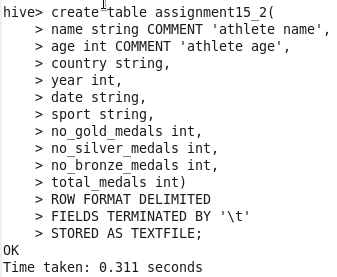 hive> create table assignment15_2(
    > name string COMMENT 'athlete name',
    > age int COMMENT 'athlete age',
    > country string,
    > year int,
    > date string,
    > sport string,
    > no_gold_medals int,
    > no_silver_medals int,
    > no_bronze_medals int,
    > total_medals int)
    > ROW FORMAT DELIMITED
    > FIELDS TERMINATED BY '\t'
    > STORED AS TEXTFILE;
OK
Time taken: 0.311 seconds